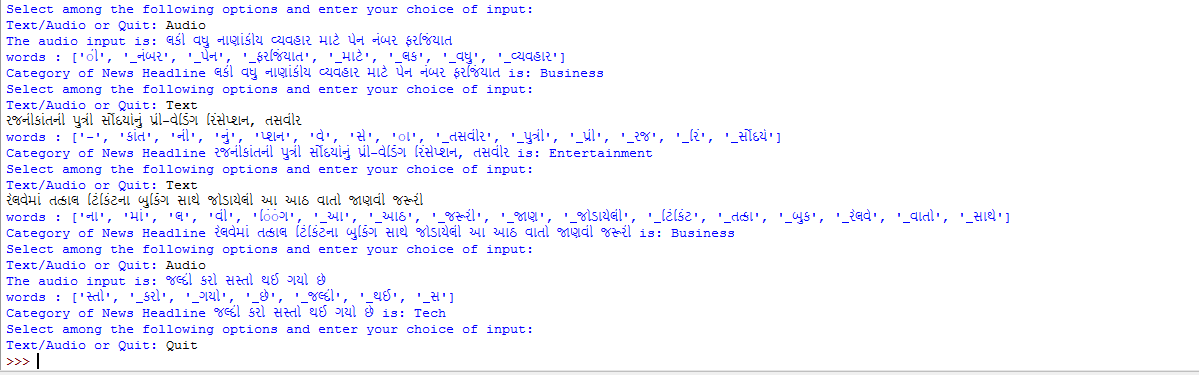 Select among the following options and enter your choice of input:
Text/Audio or Quit: Audio
The audio input is: લકી વધુ નાણાંકીય વ્યવહાર માટે પેન નંબર ફરજિયાત
words : ['ીી', '_નંબર', '_પેન', '_ફરજિયાત', '_માટે', '_લક', '_વધુ', '_વ્યવહાર']
Category of News Headline લકી વધુ નાણાંકીય વ્યવહાર માટે પેન નંબર ફરજિયાત is: Business
Select among the following options and enter your choice of input:
Text/Audio or Quit: Text
રજનીકાંતની પુત્રી સૌંદર્યાનું પ્રી-વેડિંગ રિસેપ્શન, તસવીર
words : ['-', 'કાંત', 'ની', 'નું', 'પ્શન', 'વે', 'સે', 'ા', '_તસવીર', '_પુત્રી', '_પ્રી', '_રજ', '_રિ', '_સૌંદર્ય']
Category of News Headline રજનીકાંતની પુત્રી સૌંદર્યાનું પ્રી-વેડિંગ રિસેપ્શન, તસવીર is: Entertainment
Select among the following options and enter your choice of input:
Text/Audio or Quit: Text
રેલવેમાં તત્કાલ ટિકિટના બુકિંગ સાથે જોડાયેલી આ આઠ વાતો જાણવી જરૂરી
words : ['ના', 'માં', 'લ', 'વી', 'િંગ', '_આ', '_આઠ', '_જરૂરી', '_જાણ', '_જોડાયેલી', '_ટિકિટ', '_તત્કા', '_બુક', '_રેલવે', '_વાતો', '_સાથે']
Category of News Headline રેલવેમાં તત્કાલ ટિકિટના બુકિંગ સાથે જોડાયેલી આ આઠ વાતો જાણવી જરૂરી is: Business
Select among the following options and enter your choice of input:
Text/Audio or Quit: Audio
The audio input is: જલ્દી કરો સસ્તો થઈ ગયો છે
words : ['સ્તો', '_કરો', '_ગયો', '_છે', '_જલ્દી', '_થઈ', '_સ']
Category of News Headline જલ્દી કરો સસ્તો થઈ ગયો છે is: Tech
Select among the following options and enter your choice of input:
Text/Audio or Quit: Quit
>>>